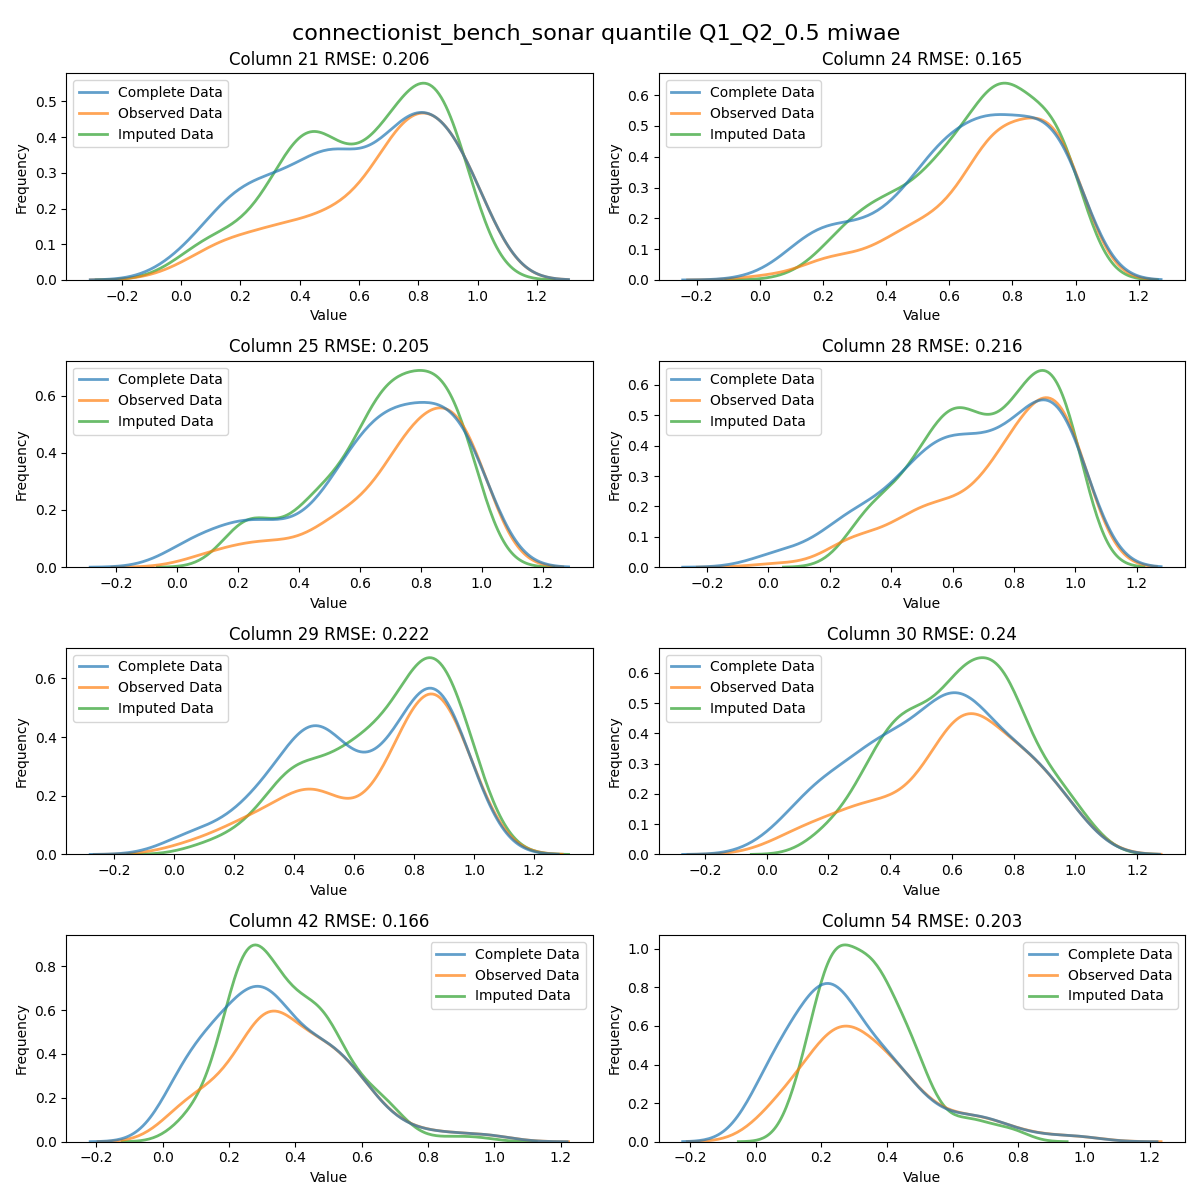 connectionist_bench_sonar quantile Q1_Q2_0.5 miwae
Column 21 RMSE: 0.206
Complete Data
Observed Data
Imputed Data
Frequency
0.5
0.4
0.3
0.2
0.1
0.0
−0.2 0.0 0.2 0.4 0.6 0.8 1.0 1.2
Value
Column 24 RMSE: 0.165
Complete Data
Observed Data
Imputed Data
Frequency
0.6
0.5
0.4
0.3
0.2
0.1
0.0
−0.2 0.0 0.2 0.4 0.6 0.8 1.0 1.2
Value
Column 25 RMSE: 0.205
Complete Data
Observed Data
Imputed Data
Frequency
0.6
0.4
0.2
0.0
−0.2 0.0 0.2 0.4 0.6 0.8 1.0 1.2
Value
Column 28 RMSE: 0.216
Complete Data
Observed Data
Imputed Data
Frequency
0.6
0.5
0.4
0.3
0.2
0.1
0.0
−0.2 0.0 0.2 0.4 0.6 0.8 1.0 1.2
Value
Column 29 RMSE: 0.222
Complete Data
Observed Data
Imputed Data
Frequency
0.6
0.4
0.2
0.0
−0.2 0.0 0.2 0.4 0.6 0.8 1.0 1.2
Value
Column 30 RMSE: 0.24
Complete Data
Observed Data
Imputed Data
Frequency
0.6
0.5
0.4
0.3
0.2
0.1
0.0
−0.2 0.0 0.2 0.4 0.6 0.8 1.0 1.2
Value
Column 42 RMSE: 0.166
Complete Data
Observed Data
Imputed Data
Frequency
0.8
0.6
0.4
0.2
0.0
−0.2 0.0 0.2 0.4 0.6 0.8 1.0 1.2
Value
Column 54 RMSE: 0.203
Complete Data
Observed Data
Imputed Data
Frequency
1.0
0.8
0.6
0.4
0.2
0.0
−0.2 0.0 0.2 0.4 0.6 0.8 1.0 1.2
Value